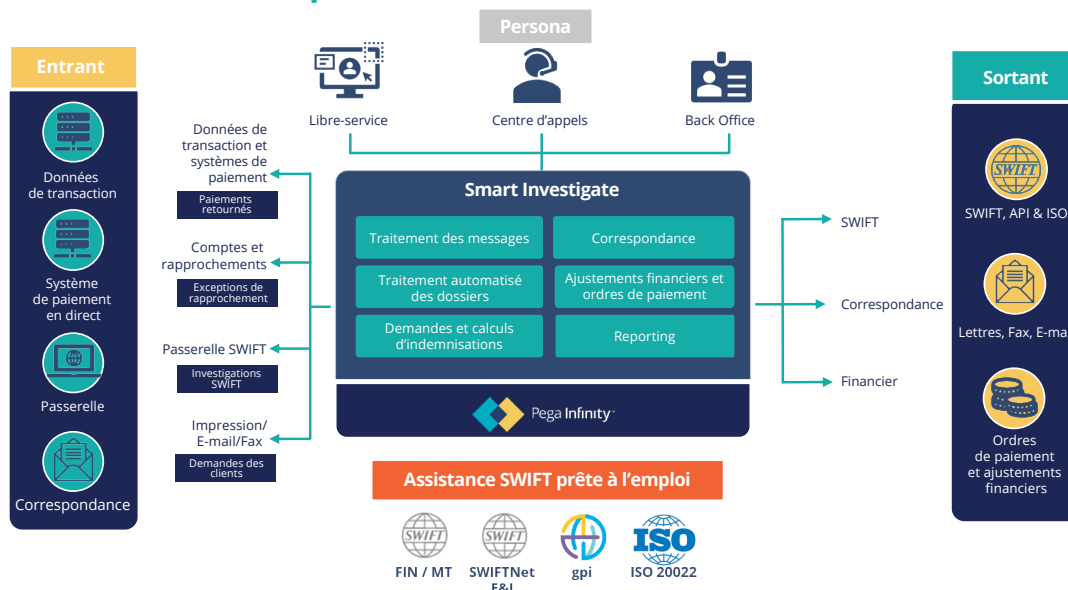 Persona
Entrant
Sortant
Libre-service
Centre d'appels
Back Office
Données
de transaction
Système
de paiement
en direct
Passerelle
Correspondance
Données de
transaction et
systèmes de
paiement
Paiements
retournés
Comptes et
rapprochements
Exceptions de
rapprochement
Passerelle SWIFT
Investigations
SWIFT
Impression/
E-mail/Fax
Demandes des
clients
Smart Investigate
Traitement des messages
Correspondance
Traitement automatisé
des dossiers
Ajustements financiers et
ordres de paiement
Demandes et calculs
d'indemnisations
Reporting
Pega Infinity
SWIFT
Correspondance
Financier
SWIFT
SWIFT, API & ISO
Lettres, Fax, E-ma
Ordres
de paiement
et ajustements
financiers
Assistance SWIFT prête à l'emploi
SWIFT
FIN / MT
SWIFT
SWIFTNet
E&I
gpi
ISO
ISO 20022